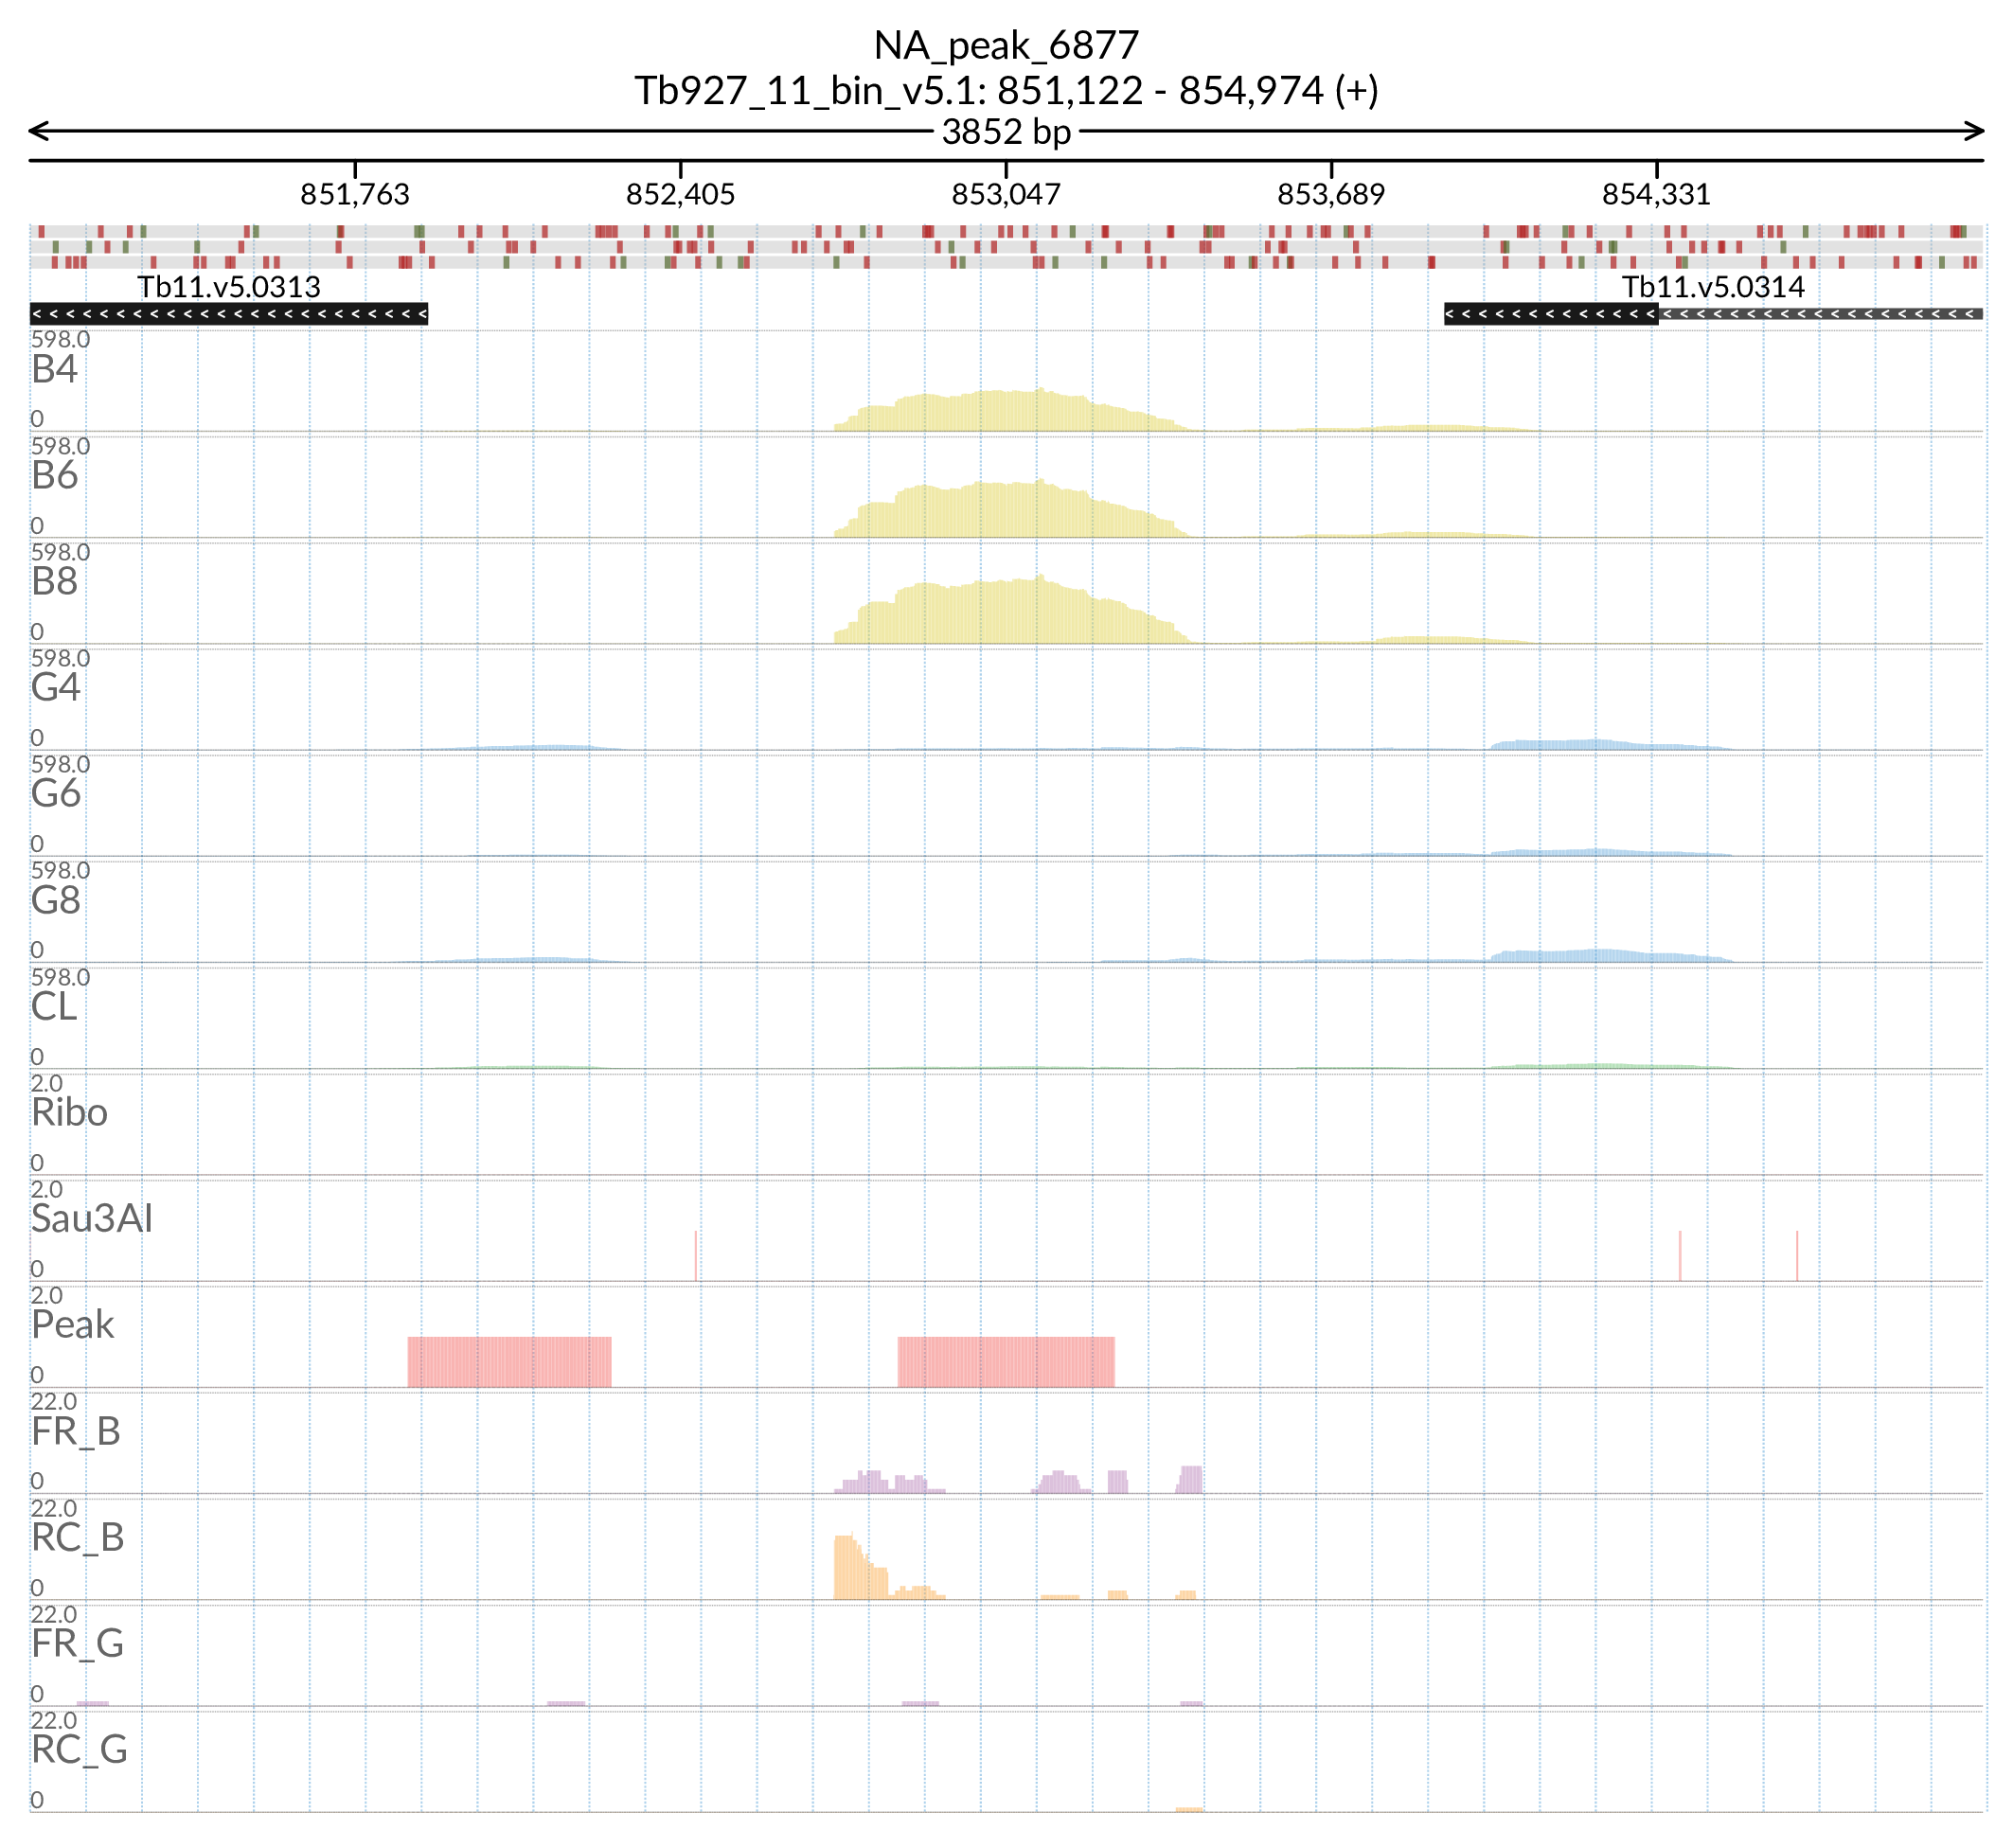 NA_peak_6877
Tb927_11_bin_v5.1: 851,122 - 854,974 (+)
3852 bp
851,763 852,405 853,047 853,689 854,331
Tb11.v5.0313 Tb11.v5.0314
598.0
B4
0
598.0
B6
0
598.0
B8
0
598.0
G4
0
598.0
G6
0
598.0
G8
0
598.0
CL
0
2.0
Ribo
0
2.0
Sau3AI
0
2.0
Peak
0
22.0
FR_B
0
22.0
RC_B
0
22.0
FR_G
0
22.0
RC_G
0